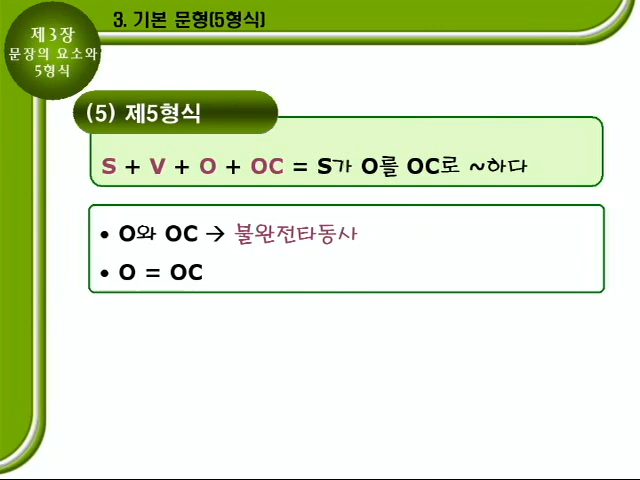 3. 기본 문형(5형식)
제3장
문장의 요소와
5형식
(5) 제5형식
S + V + O + OC = S가 O를 OC로 ~하다
• O와 OC → 불완전타동사
• O = OC